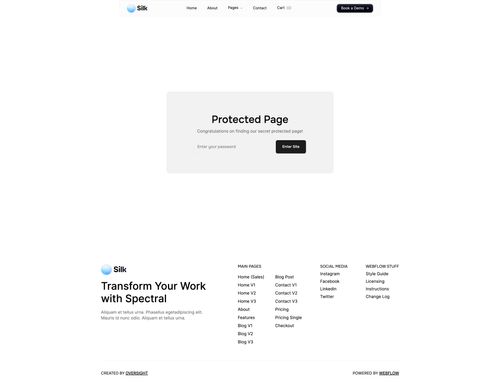 Silk
Home
About
Pages
Contact
Cart
Book a Demo
Protected Page
Congratulations on finding our secret protected page!
Enter your password
Enter Site
Silk
Transform Your Work
with Spectral
Aliquam et tellus urna. Phasellus egetadipiscing elit.
Mauris id nunc odio. Aliquam et tellus urna.
MAIN PAGES
Home (Sales)
Home V1
Home V2
Home V3
About
Features
Blog V1
Blog V2
Blog V3
Blog Post
Contact V1
Contact V2
Contact V3
Pricing
Pricing Single
Checkout
SOCIAL MEDIA
Instagram
Facebook
LinkedIn
Twitter
WEBFLOW STUFF
Style Guide
Licensing
Instructions
Change Log
CREATED BY OVERSIGHT
POWERED BY WEBFLOW